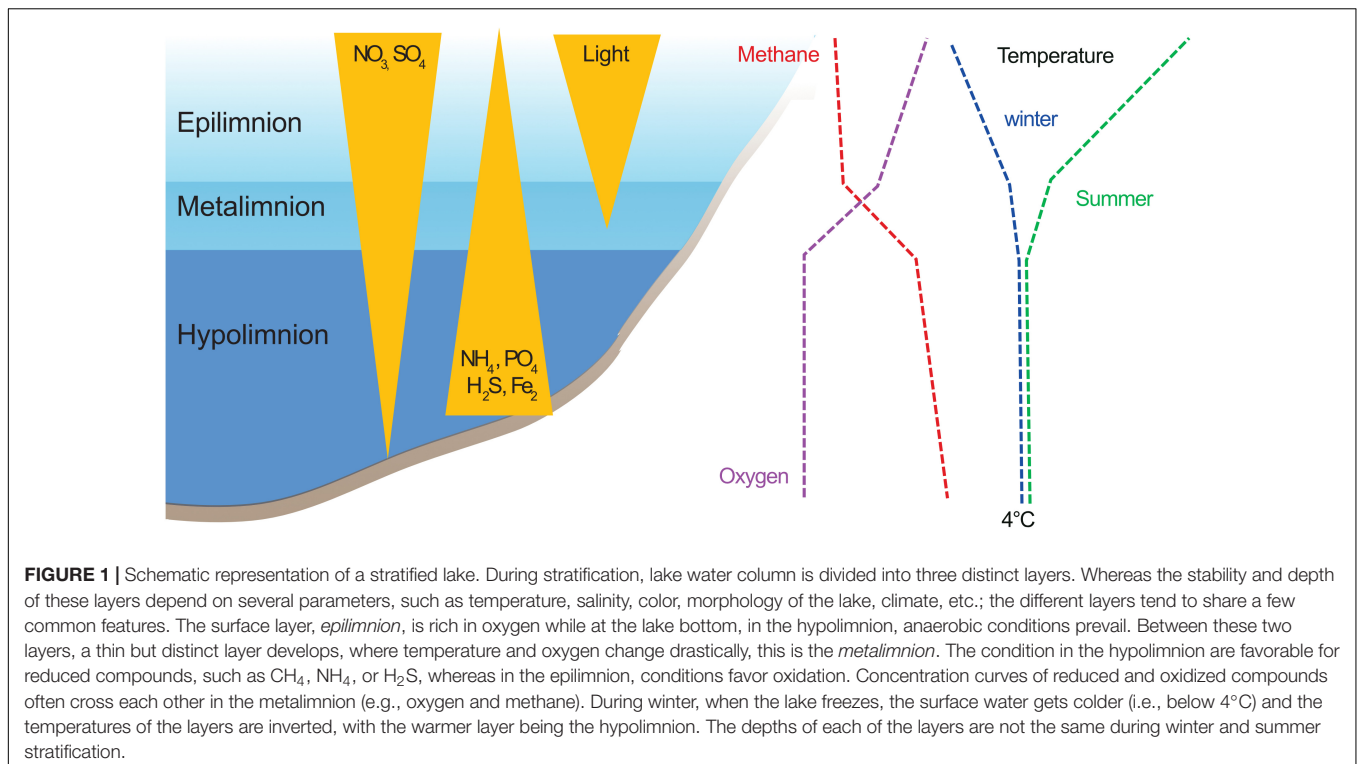 NO3, SO4
Light
Methane
Temperature
Epilimnion
winter
Metalimnion
Summer
Hypolimnion
NH4, PO4
H2S, Fe2
Oxygen
4°C
FIGURE 1 | Schematic representation of a stratified lake. During stratification, lake water column is divided into three distinct layers. Whereas the stability and depth
of these layers depend on several parameters, such as temperature, salinity, color, morphology of the lake, climate, etc.; the different layers tend to share a few
common features. The surface layer, epilimnion, is rich in oxygen while at the lake bottom, in the hypolimnion, anaerobic conditions prevail. Between these two
layers, a thin but distinct layer develops, where temperature and oxygen change drastically, this is the metalimnion. The condition in the hypolimnion are favorable for
reduced compounds, such as CH4, NH4, or H2S, whereas in the epilimnion, conditions favor oxidation. Concentration curves of reduced and oxidized compounds
often cross each other in the metalimnion (e.g., oxygen and methane). During winter, when the lake freezes, the surface water gets colder (i.e., below 4°C) and the
temperatures of the layers are inverted, with the warmer layer being the hypolimnion. The depths of each of the layers are not the same during winter and summer
stratification.